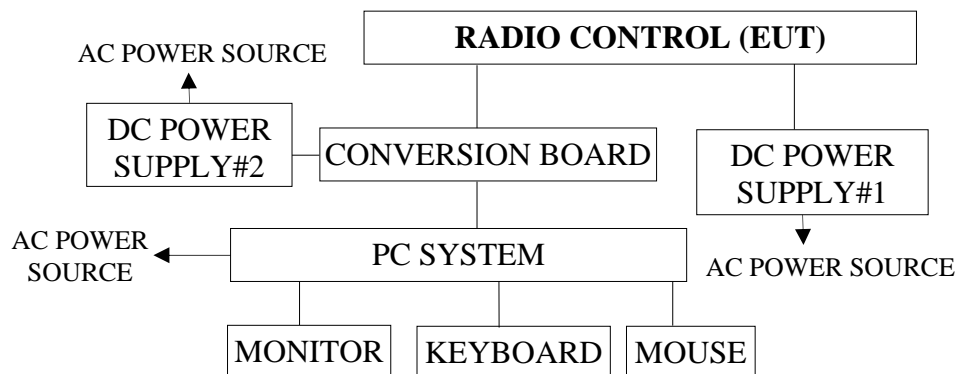 RADIO CONTROL (EUT)
AC POWER SOURCE
DC POWER
SUPPLY#2
CONVERSION BOARD
DC POWER
SUPPLY#1
AC POWER
SOURCE
PC SYSTEM
AC POWER SOURCE
MONITOR
KEYBOARD
MOUSE